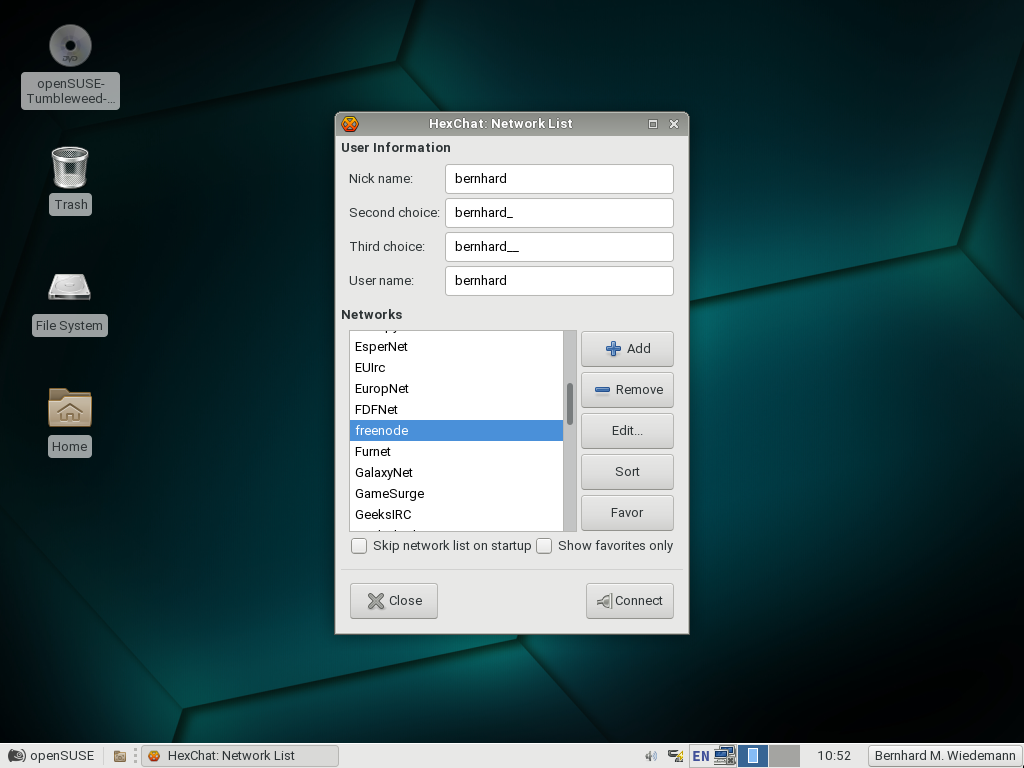 openSUSE-
Tumbleweed-...
Trash
File System
Home
HexChat: Network List
User Information
Nick name:
bernhard
Second choice:
bernhard_
Third choice:
bernhard__
User name:
bernhard
Networks
EsperNet
EUIrc
EuropNet
FDFNet
freenode
Furnet
GalaxyNet
GameSurge
GeeksIRC
Add
Remove
Edit...
Sort
Favor
Skip network list on startup
Show favorites only
Close
Connect
openSUSE
HexChat: Network List
EN
10:52
Bernhard M. Wiedemann